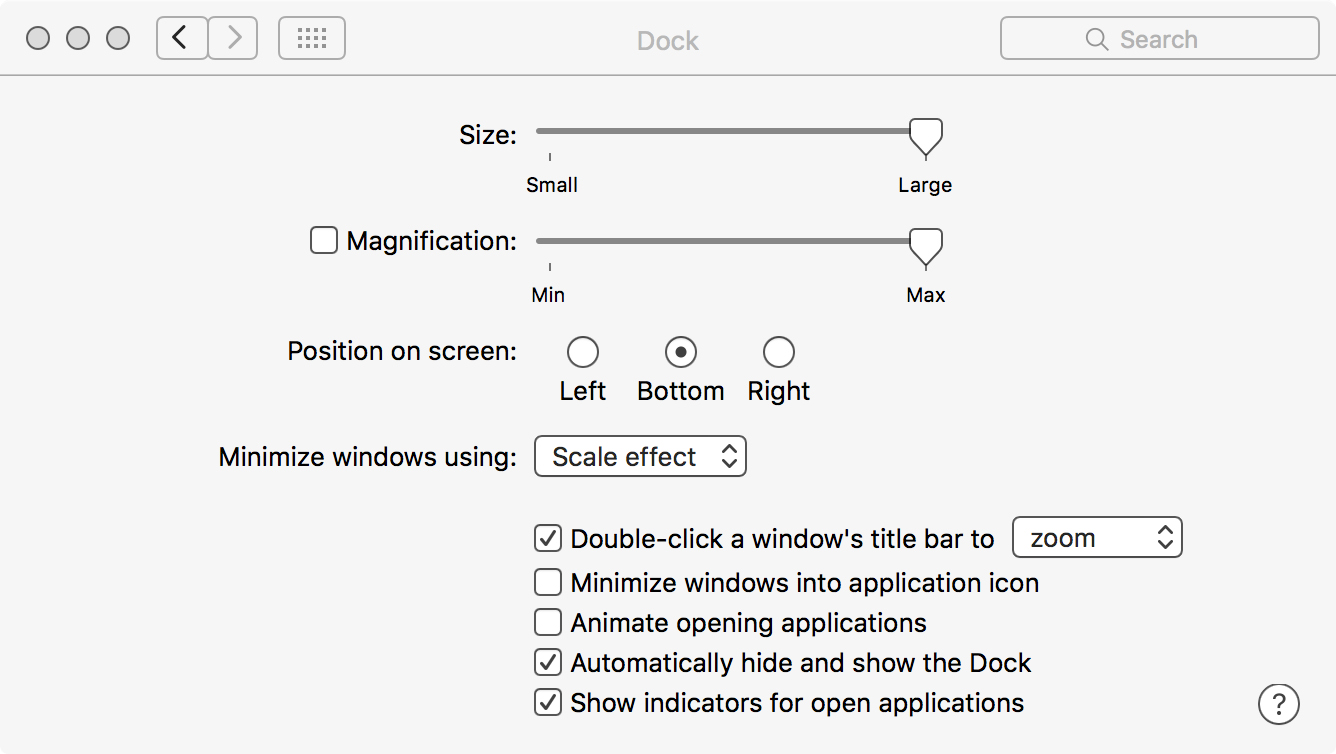 Dock
Search
Size:
Small Large
Magnification:
Min Max
Position on screen:
Left Bottom Right
Minimize windows using: Scale effect
Double-click a window's title bar to zoom
Minimize windows into application icon
Animate opening applications
Automatically hide and show the Dock
Show indicators for open applications
?